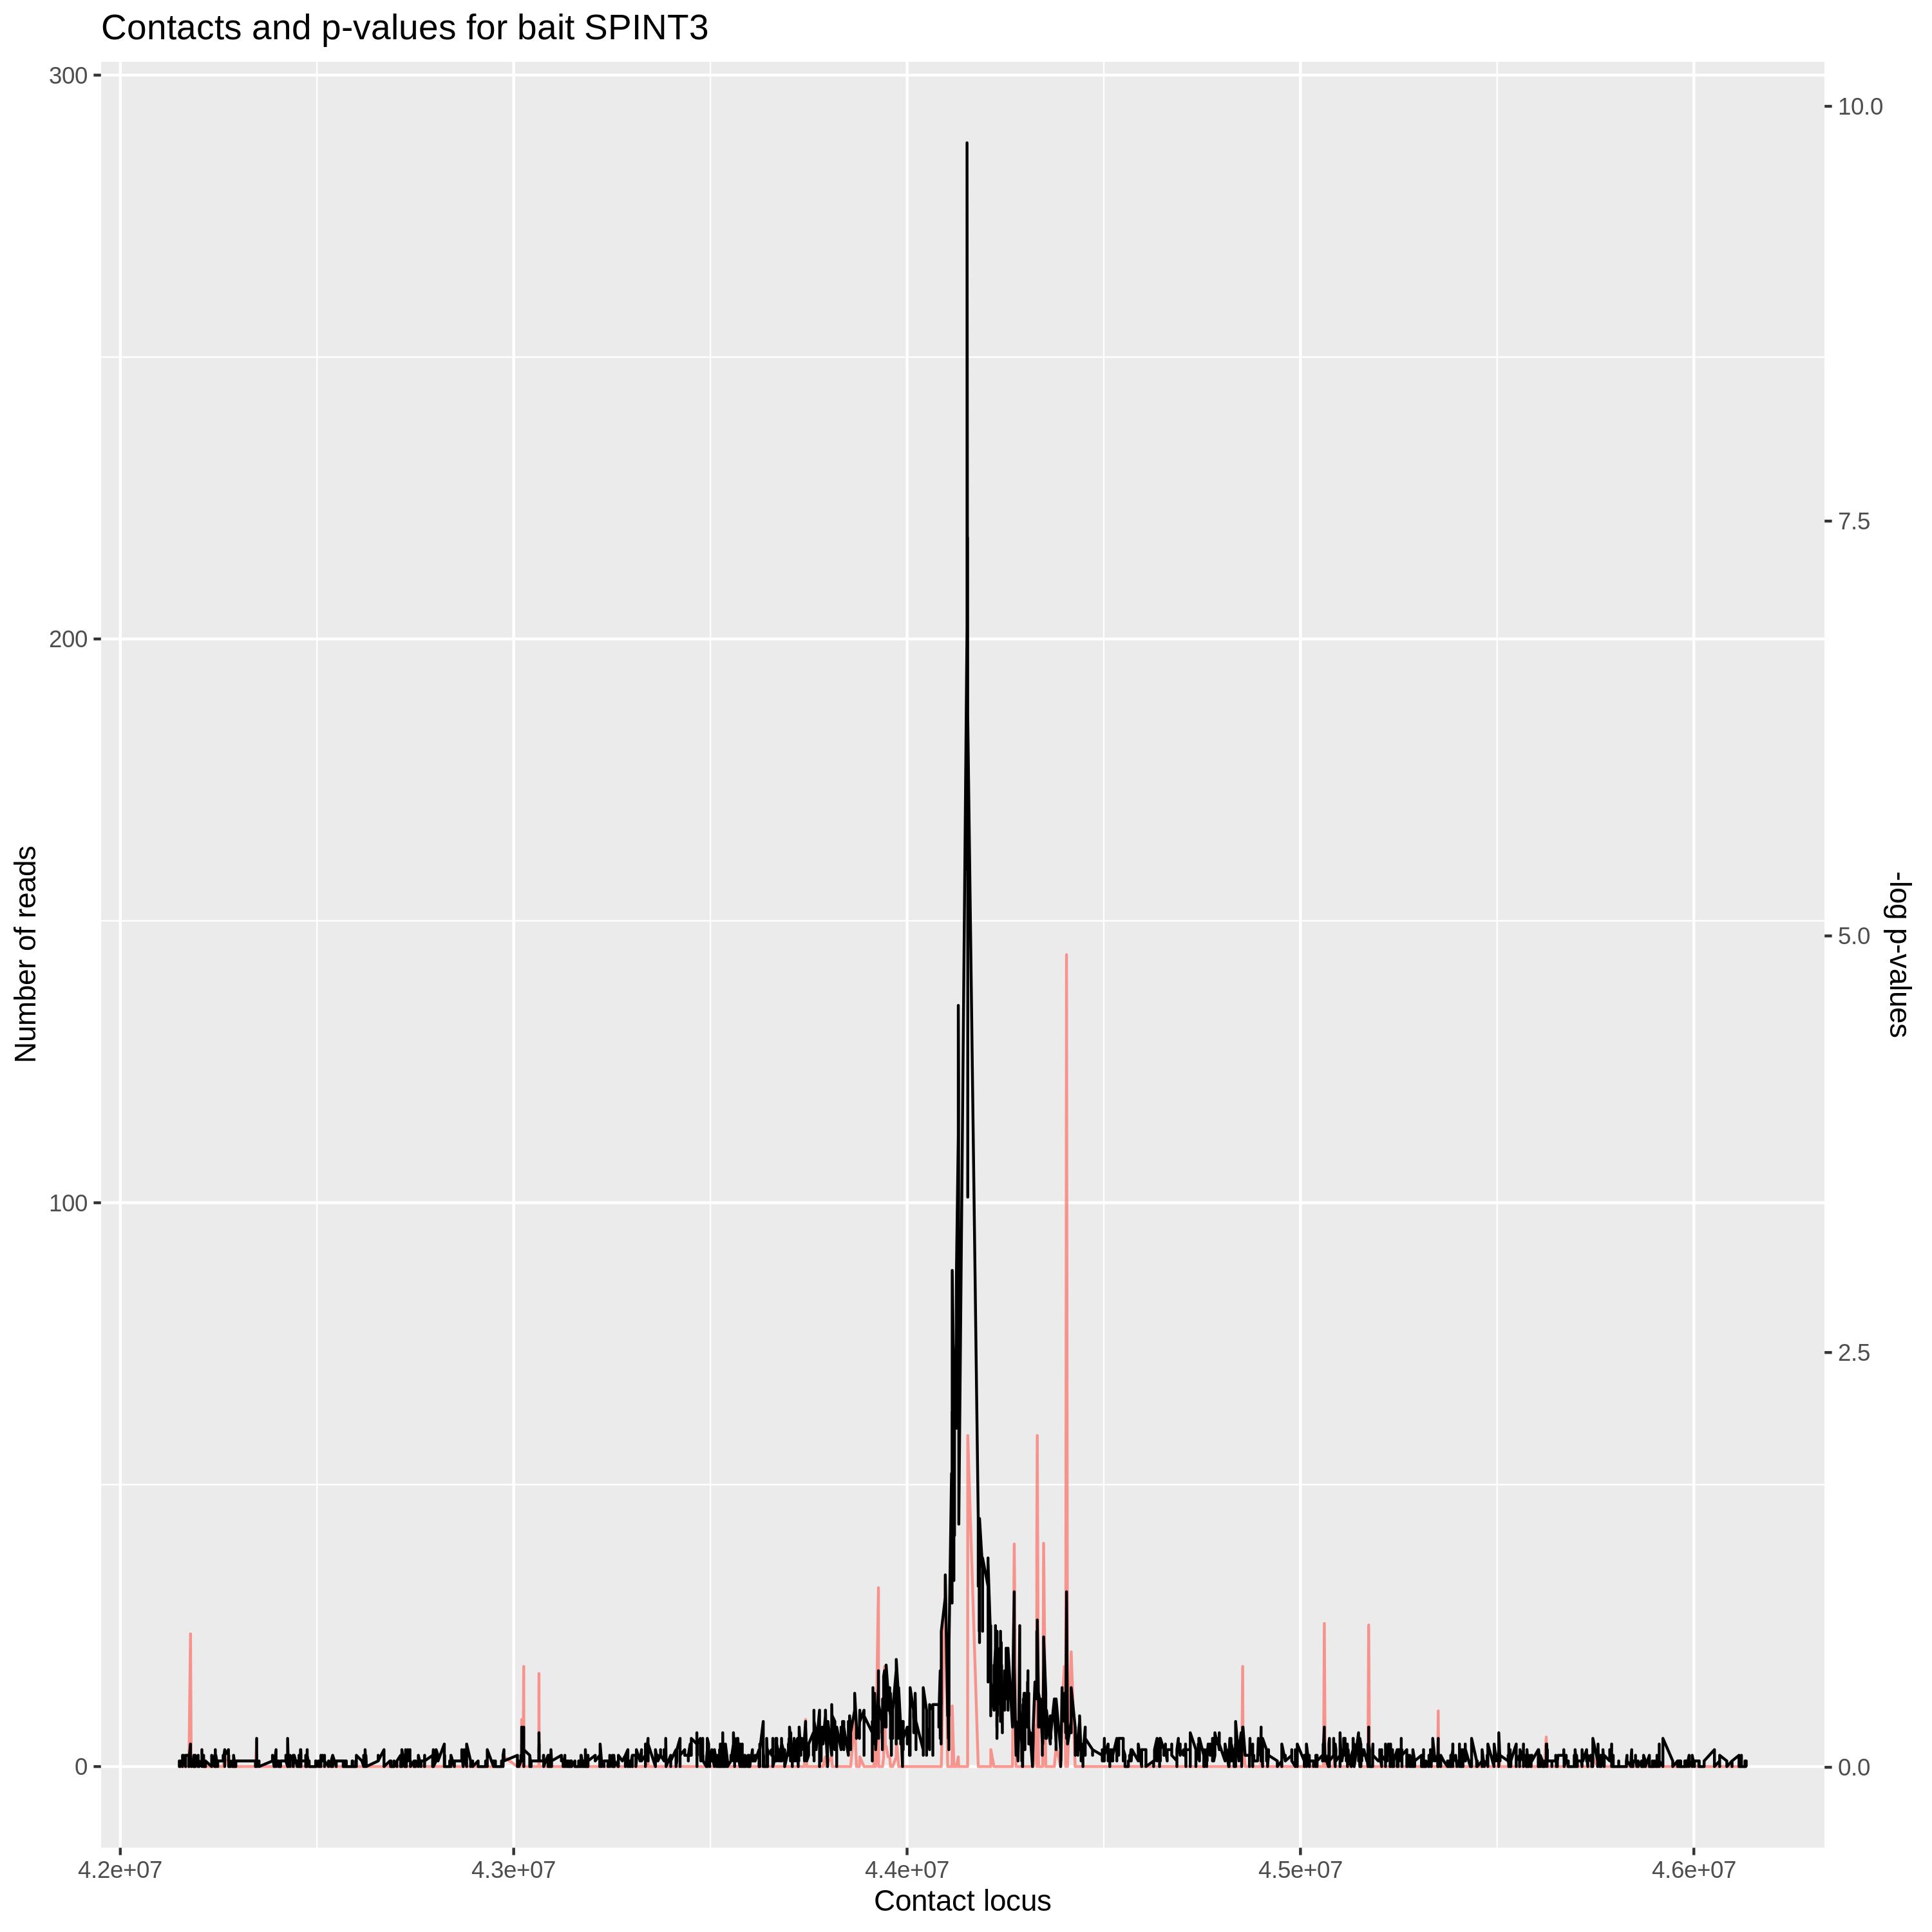 Contacts and p-values for bait SPINT3
300
200
100
0
Number of reads
10.0
7.5
5.0
2.5
0.0
-log p-values
4.2e+07
4.3e+07
4.4e+07
4.5e+07
4.6e+07
Contact locus